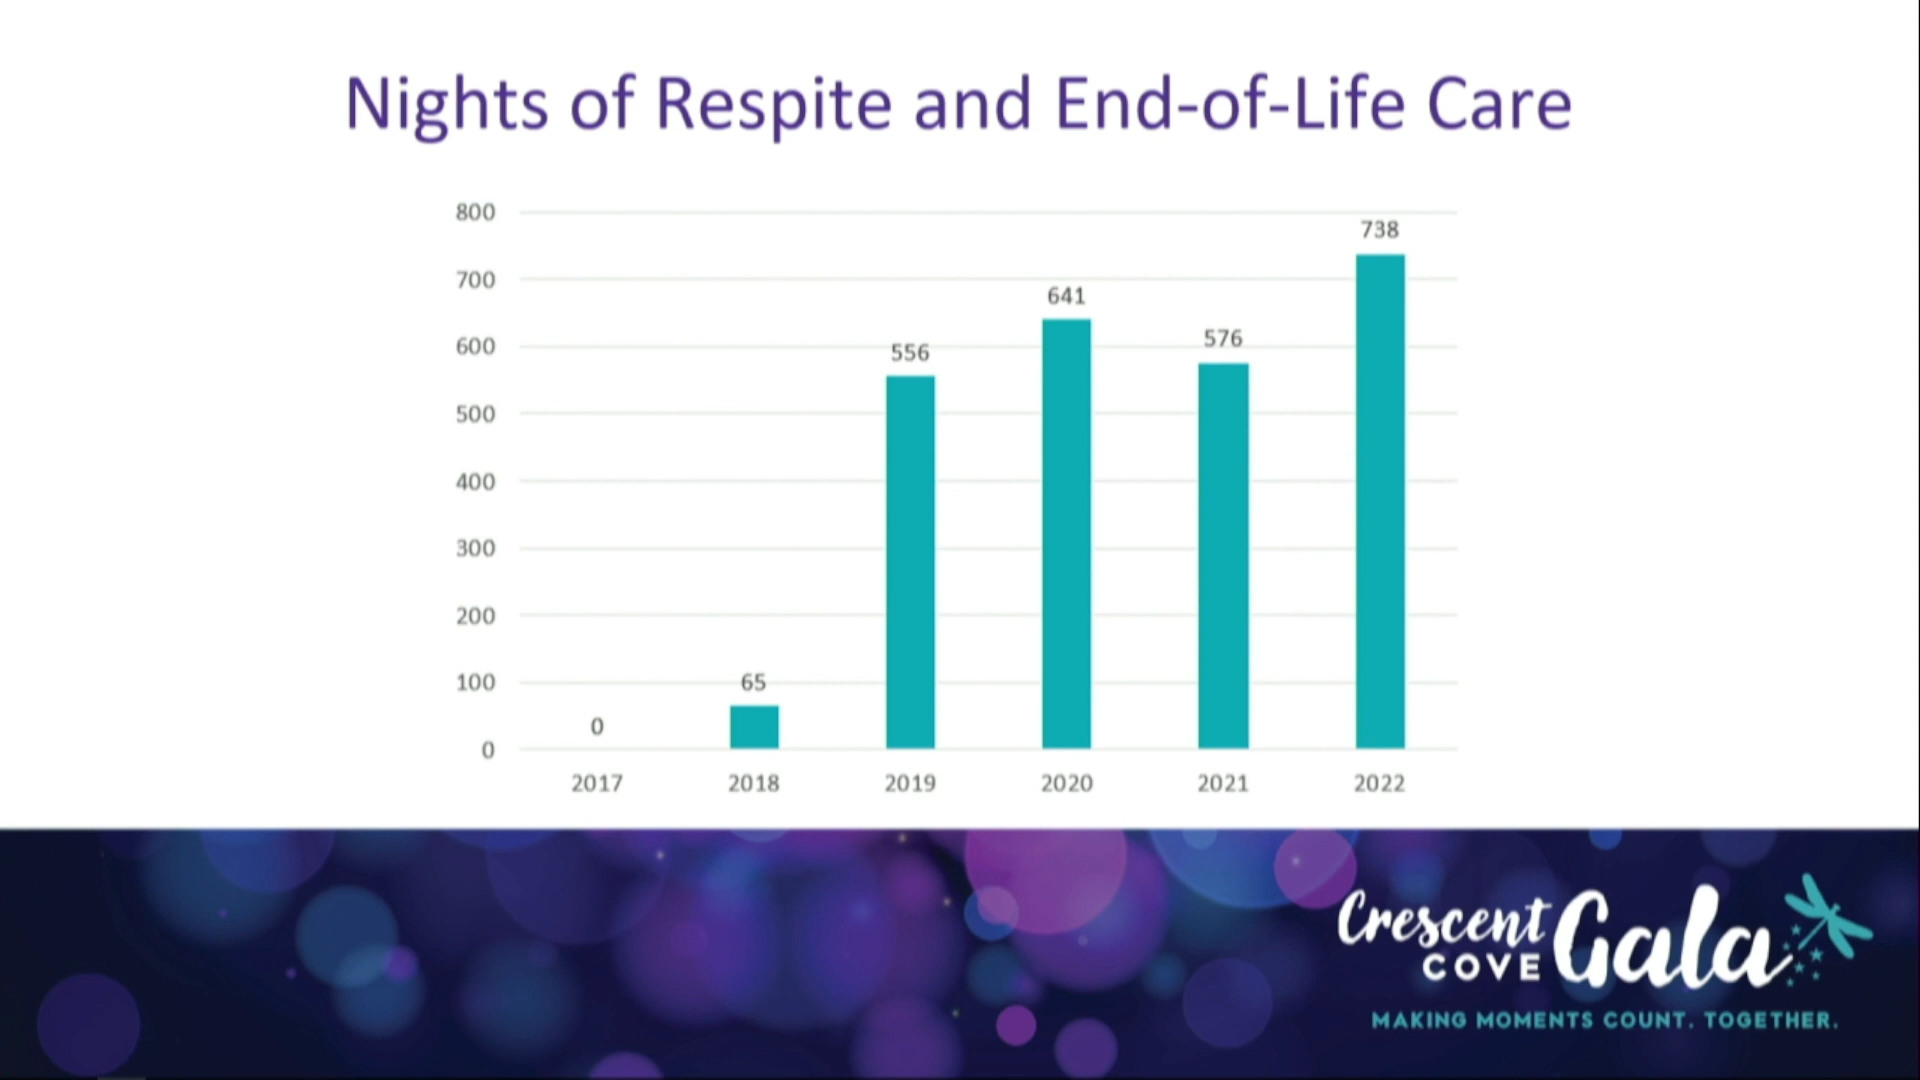 Nights of Respite and End-of-Life Care
800
700
600
500
400
300
200
100
0
0
65
556
641
576
738
2017 2018 2019 2020 2021 2022
Crescent
COVE
Gala
MAKING MOMENTS COUNT. TOGETHER.